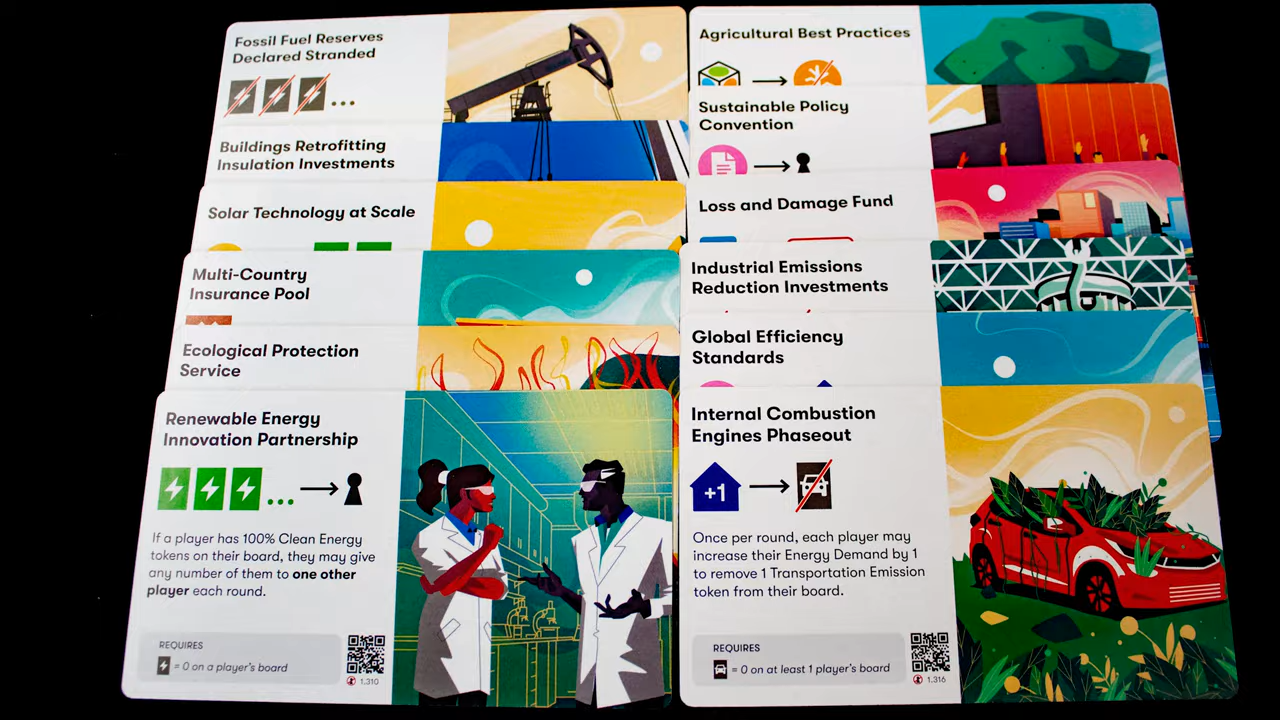 Fossil Fuel Reserves
Declared Stranded
...
Buildings Retrofitting
Insulation Investments
Solar Technology at Scale
Multi-Country
Insurance Pool
Ecological Protection
Service
Renewable Energy
Innovation Partnership
...
If a player has 100% Clean Energy
tokens on their board, they may give
any number of them to one other
player each round.
REQUIRES
= 0 on a player's board
1.310
Agricultural Best Practices
Sustainable Policy
Convention
Loss and Damage Fund
Industrial Emissions
Reduction Investments
Global Efficiency
Standards
Internal Combustion
Engines Phaseout
+1
Once per round, each player may
increase their Energy Demand by 1
to remove 1 Transportation Emission
token from their board.
REQUIRES
= 0 on at least 1 player's board
1.316